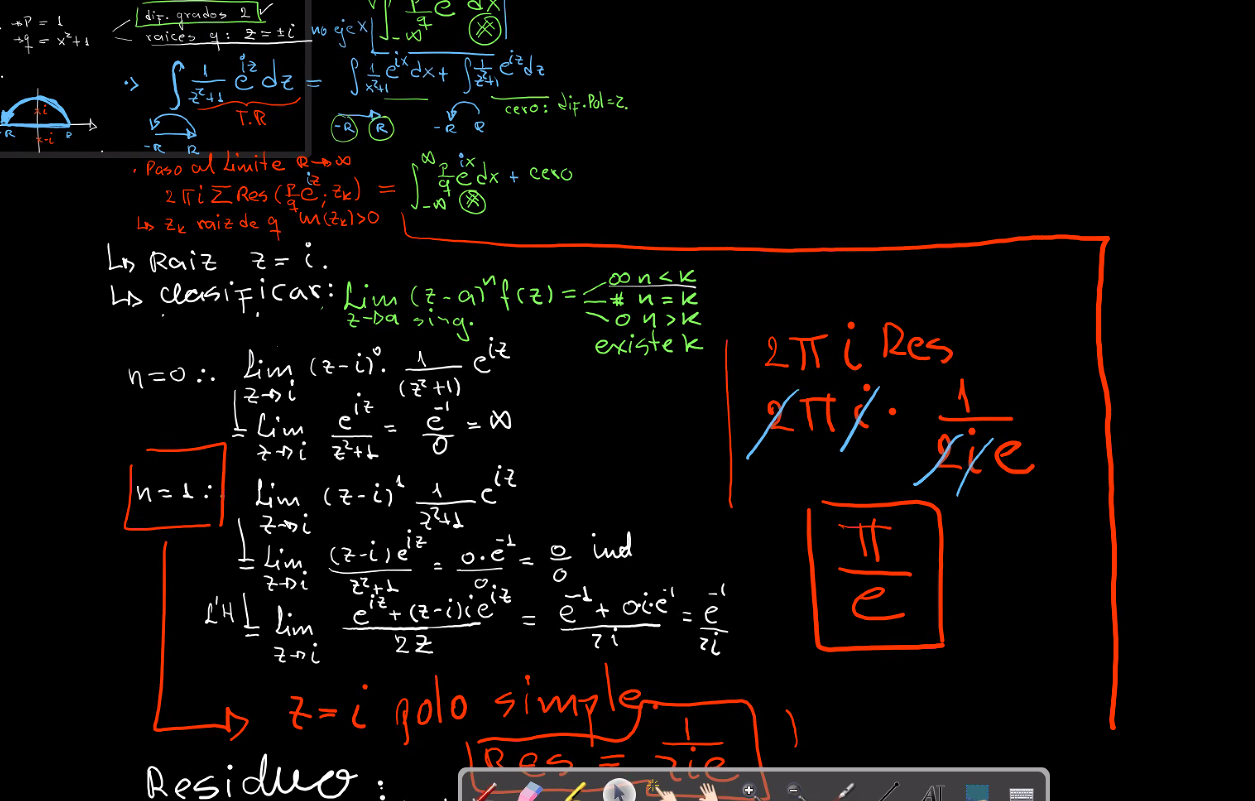 →p = 1
→q = x²+1
dif. grados 2 ✓
raices q: z = ±i
no eje x
∫ p/q e dx
-∞
∴ ∫ 1/(z²+1) e^{iz} dz = ∫ 1/(x²+1) e^{ix} dx + ∫ 1/(z²+1) e^{iz} dz
T.R
cero: dif.Pol=2.
-R R
-R R
-R R
-R R
. Paso al limite R→∞
2πi Σ Res(p/q e^{iz}; z_k) = ∫_{-∞}^{∞} p/q e^{ix} dx + cero
↳ z_k raiz de q Im(z_k)>0
↳ Raiz z = i.
↳ clasificar: Lim (z-a)^n f(z) =
z→a sing.
∞ n < k
# n = k
0 n > k
existe k
n=0 ∴ Lim (z-i)⁰ · 1/(z²+1) e^{iz}
z→i
= Lim e^{iz}/(z²+1) = e^{-1}/0 = ∞
z→i
n=1 ∴ Lim (z-i)¹ 1/(z²+1) e^{iz}
z→i
= Lim (z-i)e^{iz}/(z²+1) = 0·e^{-1}/0 = 0/0 ind
z→i
L'H = Lim (e^{iz}+(z-i)ie^{iz})/2z = (e^{-1}+0·i·e^{-1})/2i = e^{-1}/2i
z→i
z=i polo simple.
Res = 1/2ie
Residuo:
2πi Res
2πi · 1/2ie
π/e